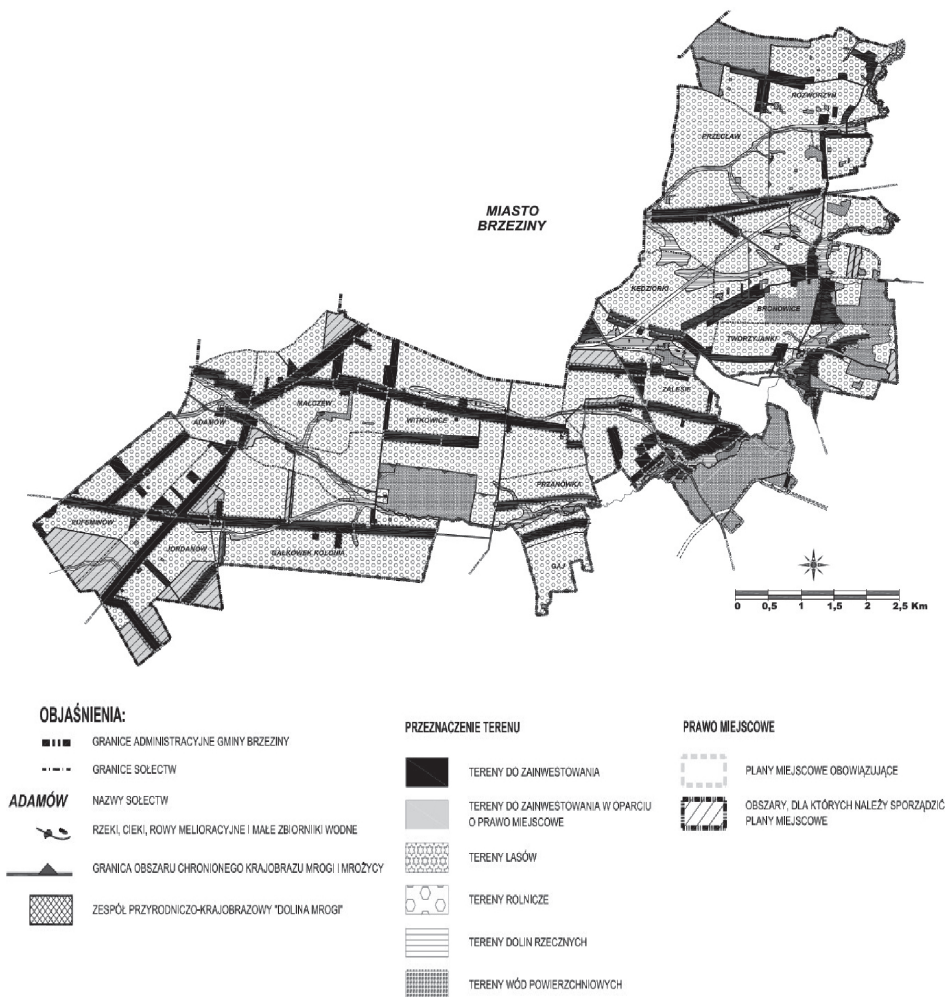 ROZWORZYN
PRZECŁAW
MIASTO
BRZEZINY
KĘDZIORKI
BRONOWICE
TWORZYJANKI
ZALESIE
MAŁCZEW
ADAMÓW
WITKOWICE
PRZANÓWKA
EUFEMINÓW
JORDANÓW
GAŁKÓWEK KOLONIA
GAJ
0 0,5 1 1,5 2 2,5 Km
OBJAŚNIENIA:
GRANICE ADMINISTRACYJNE GMINY BRZEZINY
GRANICE SOŁECTW
ADAMÓW NAZWY SOŁECTW
RZEKI, CIEKI, ROWY MELIORACYJNE I MAŁE ZBIORNIKI WODNE
GRANICA OBSZARU CHRONIONEGO KRAJOBRAZU MROGI I MROŻYCY
ZESPÓŁ PRZYRODNICZO-KRAJOBRAZOWY "DOLINA MROGI"
PRZEZNACZENIE TERENU
TERENY DO ZAINWESTOWANIA
TERENY DO ZAINWESTOWANIA W OPARCIU
O PRAWO MIEJSCOWE
TERENY LASÓW
TERENY ROLNICZE
TERENY DOLIN RZECZNYCH
TERENY WÓD POWIERZCHNIOWYCH
PRAWO MIEJSCOWE
PLANY MIEJSCOWE OBOWIĄZUJĄCE
OBSZARY, DLA KTÓRYCH NALEŻY SPORZĄDZIĆ
PLANY MIEJSCOWE